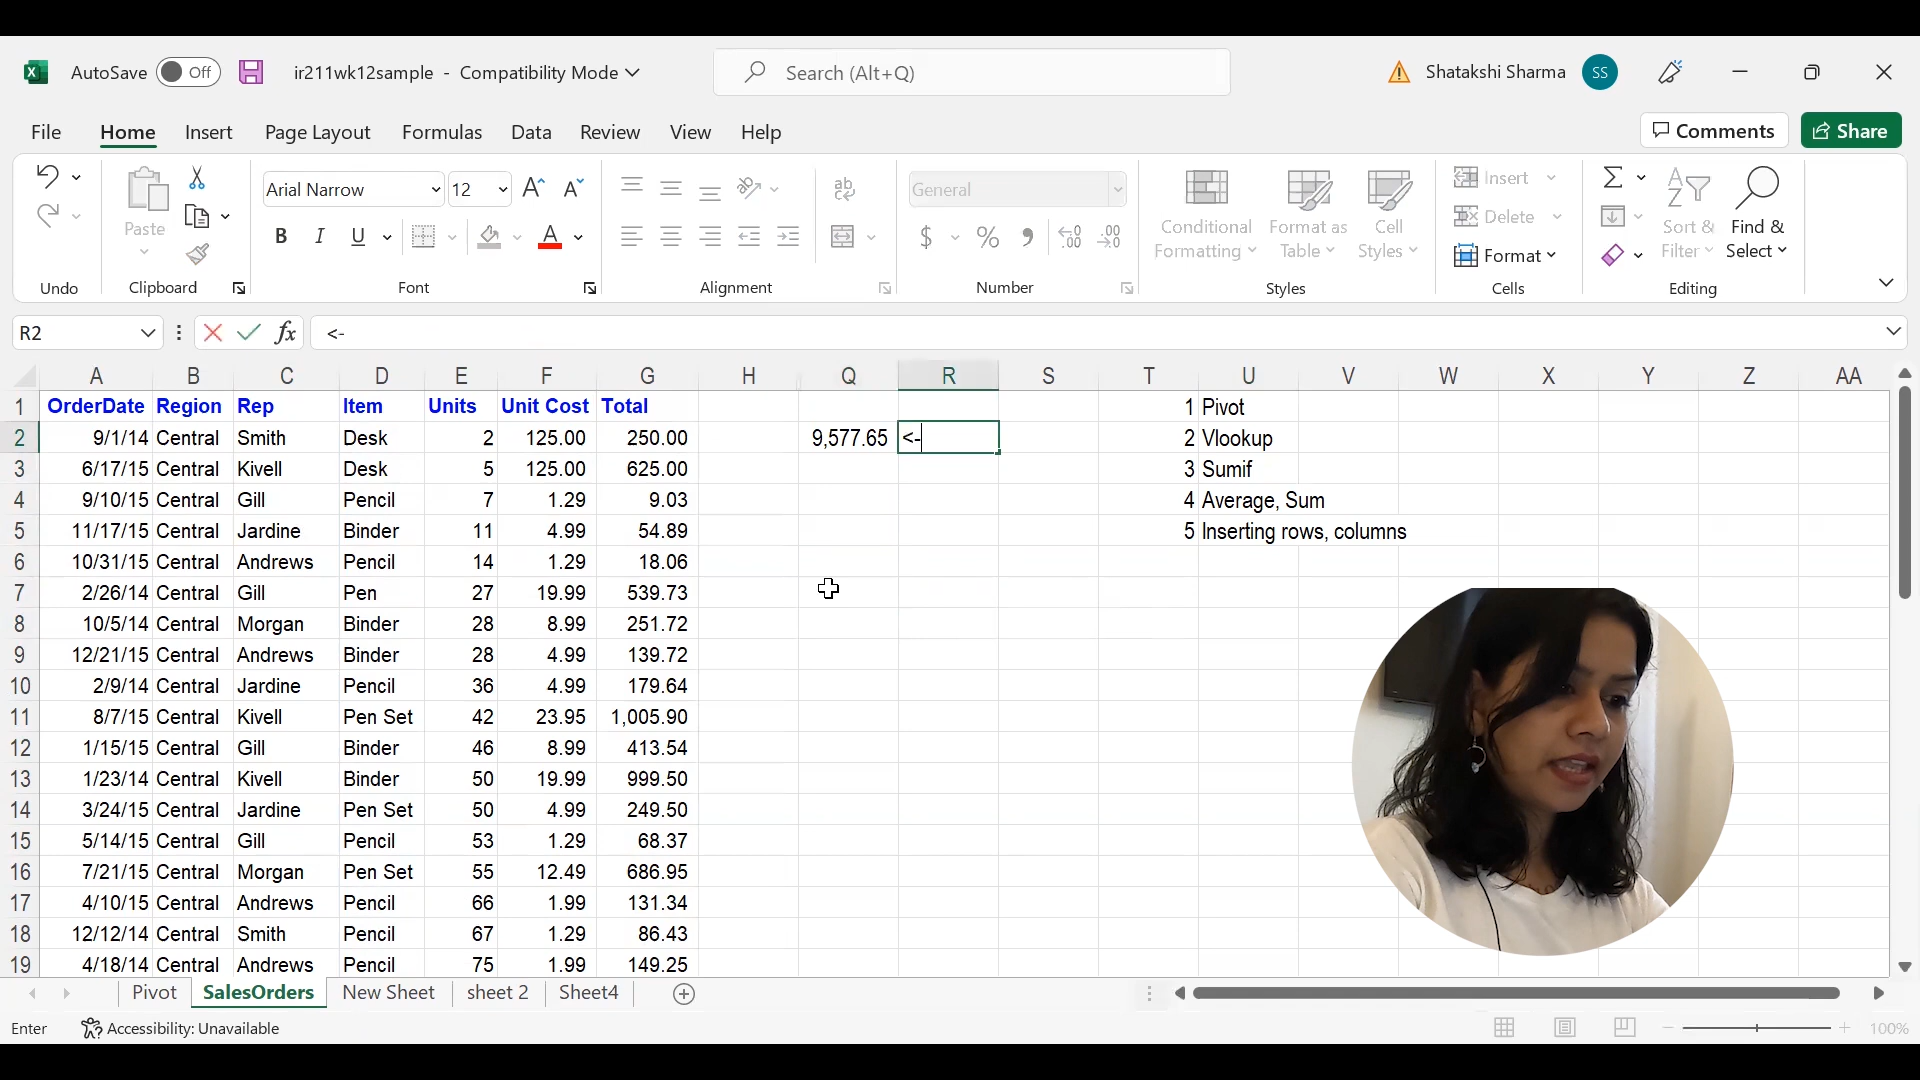 AutoSave Off ir211wk12sample - Compatibility Mode Search (Alt+Q) Shatakshi Sharma SS
File Home Insert Page Layout Formulas Data Review View Help Comments Share
Arial Narrow 12 General
Paste
B I U A $ %
Conditional Formatting Format as Table Cell Styles
Insert
Delete
Format
Sort & Filter Find & Select
Undo Clipboard Font Alignment Number Styles Cells Editing
R2 fx <-
A B C D E F G H Q R S T U V W X Y Z AA
1 OrderDate Region Rep Item Units Unit Cost Total 1 Pivot
2 9/1/14 Central Smith Desk 2 125.00 250.00 9,577.65 <- 2 Vlookup
3 6/17/15 Central Kivell Desk 5 125.00 625.00 3 Sumif
4 9/10/15 Central Gill Pencil 7 1.29 9.03 4 Average, Sum
5 11/17/15 Central Jardine Binder 11 4.99 54.89 5 Inserting rows, columns
6 10/31/15 Central Andrews Pencil 14 1.29 18.06
7 2/26/14 Central Gill Pen 27 19.99 539.73
8 10/5/14 Central Morgan Binder 28 8.99 251.72
9 12/21/15 Central Andrews Binder 28 4.99 139.72
10 2/9/14 Central Jardine Pencil 36 4.99 179.64
11 8/7/15 Central Kivell Pen Set 42 23.95 1,005.90
12 1/15/15 Central Gill Binder 46 8.99 413.54
13 1/23/14 Central Kivell Binder 50 19.99 999.50
14 3/24/15 Central Jardine Pen Set 50 4.99 249.50
15 5/14/15 Central Gill Pencil 53 1.29 68.37
16 7/21/15 Central Morgan Pen Set 55 12.49 686.95
17 4/10/15 Central Andrews Pencil 66 1.99 131.34
18 12/12/14 Central Smith Pencil 67 1.29 86.43
19 4/18/14 Central Andrews Pencil 75 1.99 149.25
Pivot SalesOrders New Sheet sheet 2 Sheet4
Enter Accessibility: Unavailable 100%